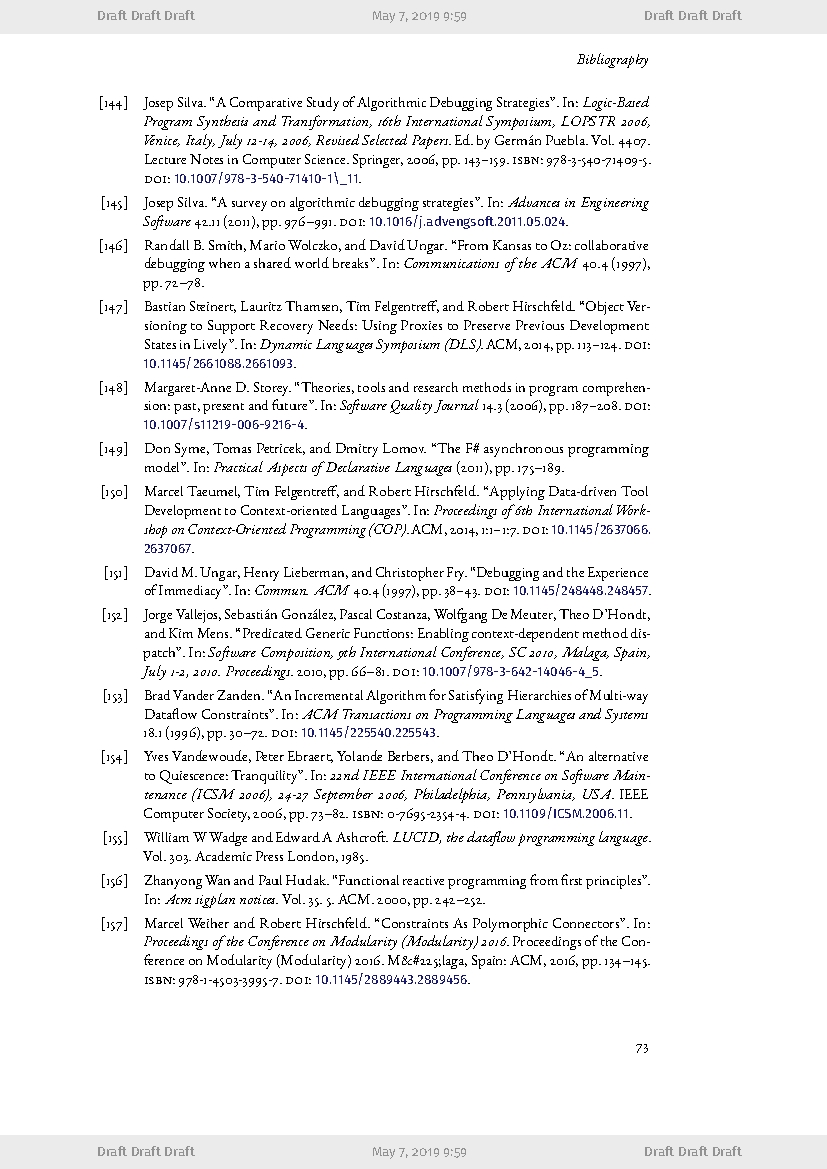 Draft Draft Draft May 7, 2019 9:59 Draft Draft Draft
Bibliography
[144] Josep Silva. “A Comparative Study of Algorithmic Debugging Strategies”. In: Logic-Based
Program Synthesis and Transformation, 16th International Symposium, LOPSTR 2006,
Venice, Italy, July 12-14, 2006, Revised Selected Papers. Ed. by Germán Puebla. Vol. 4407.
Lecture Notes in Computer Science. Springer, 2006, pp. 143–159. ISBN: 978-3-540-71409-5.
DOI: 10.1007/978-3-540-71410-1\_11.
[145] Josep Silva. “A survey on algorithmic debugging strategies”. In: Advances in Engineering
Software 42.11 (2011), pp. 976–991. DOI: 10.1016/j.advengsoft.2011.05.024.
[146] Randall B. Smith, Mario Wolczko, and David Ungar. “From Kansas to Oz: collaborative
debugging when a shared world breaks”. In: Communications of the ACM 40.4 (1997),
pp. 72–78.
[147] Bastian Steinert, Lauritz Thamsen, Tim Felgentreff, and Robert Hirschfeld. “Object Ver-
sioning to Support Recovery Needs: Using Proxies to Preserve Previous Development
States in Lively”. In: Dynamic Languages Symposium (DLS). ACM, 2014, pp. 113–124. DOI:
10.1145/2661088.2661093.
[148] Margaret-Anne D. Storey. “Theories, tools and research methods in program comprehen-
sion: past, present and future”. In: Software Quality Journal 14.3 (2006), pp. 187–208. DOI:
10.1007/s11219-006-9216-4.
[149] Don Syme, Tomas Petricek, and Dmitry Lomov. “The F# asynchronous programming
model”. In: Practical Aspects of Declarative Languages (2011), pp. 175–189.
[150] Marcel Taeumel, Tim Felgentreff, and Robert Hirschfeld. “Applying Data-driven Tool
Development to Context-oriented Languages”. In: Proceedings of 6th International Work-
shop on Context-Oriented Programming (COP). ACM, 2014, 1:1–1:7. DOI: 10.1145/2637066.
2637067.
[151] David M. Ungar, Henry Lieberman, and Christopher Fry. “Debugging and the Experience
of Immediacy”. In: Commun. ACM 40.4 (1997), pp. 38–43. DOI: 10.1145/248448.248457.
[152] Jorge Vallejos, Sebastián González, Pascal Costanza, Wolfgang De Meuter, Theo D’Hondt,
and Kim Mens. “Predicated Generic Functions: Enabling context-dependent method dis-
patch”. In: Software Composition, 9th International Conference, SC 2010, Malaga, Spain,
July 1-2, 2010. Proceedings. 2010, pp. 66–81. DOI: 10.1007/978-3-642-14046-4_5.
[153] Brad Vander Zanden. “An Incremental Algorithm for Satisfying Hierarchies of Multi-way
Dataflow Constraints”. In: ACM Transactions on Programming Languages and Systems
18.1 (1996), pp. 30–72. DOI: 10.1145/225540.225543.
[154] Yves Vandewoude, Peter Ebraert, Yolande Berbers, and Theo D’Hondt. “An alternative
to Quiescence: Tranquility”. In: 22nd IEEE International Conference on Software Main-
tenance (ICSM 2006), 24-27 September 2006, Philadelphia, Pennsylvania, USA. IEEE
Computer Society, 2006, pp. 73–82. ISBN: 0-7695-2354-4. DOI: 10.1109/ICSM.2006.11.
[155] William W Wadge and Edward A Ashcroft. LUCID, the dataflow programming language.
Vol. 303. Academic Press London, 1985.
[156] Zhanyong Wan and Paul Hudak. “Functional reactive programming from first principles”.
In: Acm sigplan notices. Vol. 35. 5. ACM. 2000, pp. 242–252.
[157] Marcel Weiher and Robert Hirschfeld. “Constraints As Polymorphic Connectors”. In:
Proceedings of the Conference on Modularity (Modularity) 2016. Proceedings of the Con-
ference on Modularity (Modularity) 2016. M&#225;laga, Spain: ACM, 2016, pp. 134–145.
ISBN: 978-1-4503-3995-7. DOI: 10.1145/2889443.2889456.
73
Draft Draft Draft May 7, 2019 9:59 Draft Draft Draft